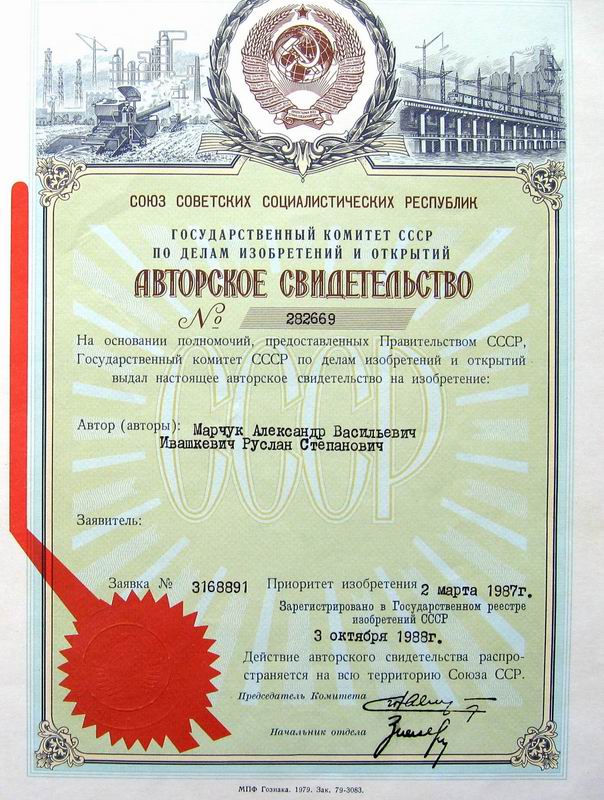 СОЮЗ СОВЕТСКИХ СОЦИАЛИСТИЧЕСКИХ РЕСПУБЛИК
ГОСУДАРСТВЕННЫЙ КОМИТЕТ СССР
ПО ДЕЛАМ ИЗОБРЕТЕНИЙ И ОТКРЫТИЙ
АВТОРСКОЕ СВИДЕТЕЛЬСТВО
№ 282669
На основании полномочий, предоставленных Правительством СССР,
Государственный комитет СССР по делам изобретений и открытий
выдал настоящее авторское свидетельство на изобретение:
СССР
Автор (авторы): Марчук Александр Васильевич
Ивашкевич Руслан Степанович
Заявитель:
Заявка № 3168891 Приоритет изобретения 2 марта 1987г.
Зарегистрировано в Государственном реестре
изобретений СССР
3 октября 1988г.
Действие авторского свидетельства распро-
страняется на всю территорию Союза ССР.
Председатель Комитета
Начальник отдела
МПФ Гознака. 1979. Зак. 79-3083.